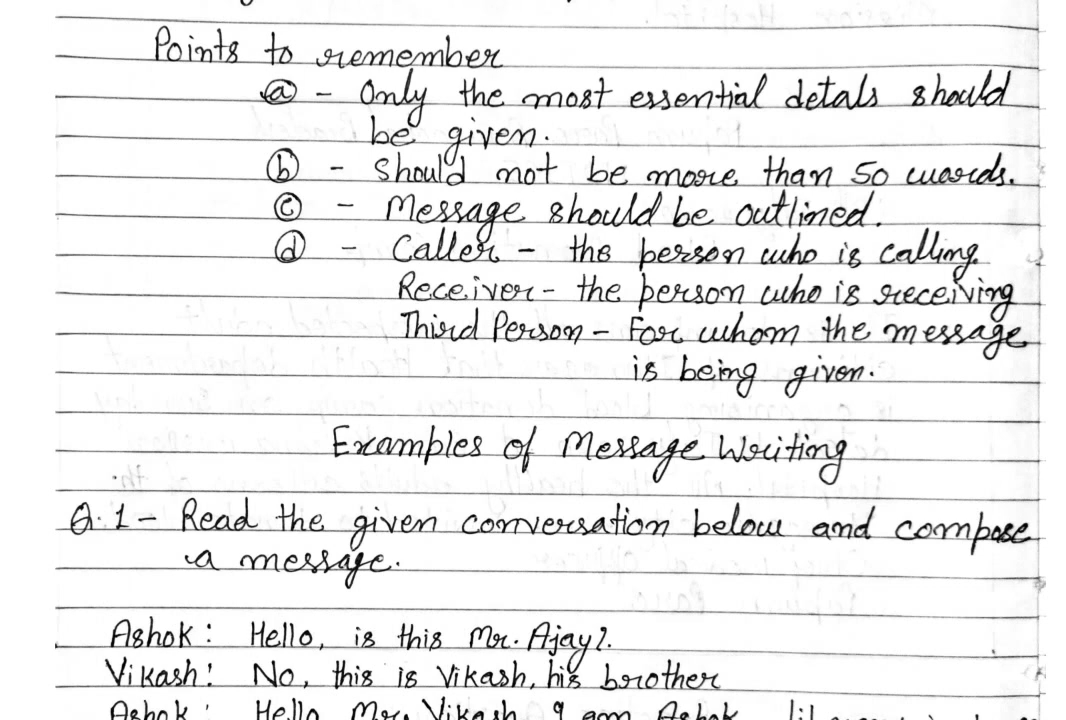 Points to remember
(a) - Only the most essential detals should
be given.
(b) - Should not be more than 50 words.
(c) - Message should be outlined.
(d) - Caller - the person who is calling.
Receiver - the person who is receiving
Third Person - For whom the message
is being given.
Examples of Message Writing
Q.1 - Read the given conversation below and compose
a message.
Ashok : Hello, is this Mr. Ajay?.
Vikash : No, this is Vikash, his brother
Ashok : Hello Mr. Vikash, I am Ashok